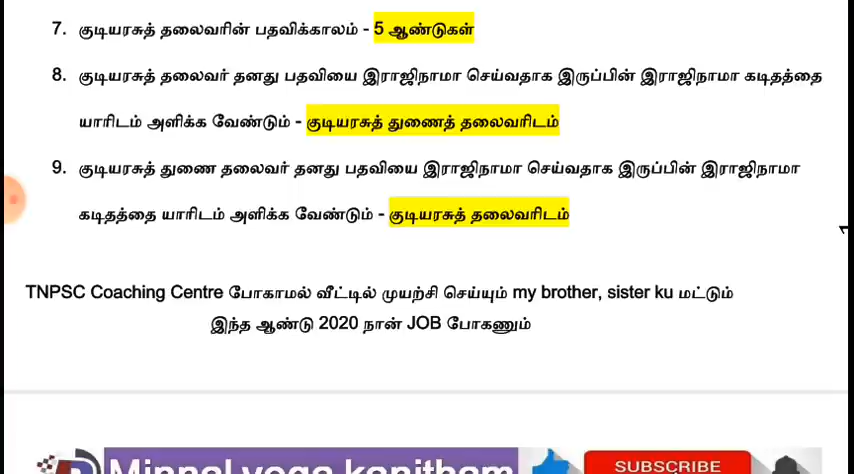 7. குடியரசுத் தலைவரின் பதவிக்காலம் - 5 ஆண்டுகள்
8. குடியரசுத் தலைவர் தனது பதவியை இராஜிநாமா செய்வதாக இருப்பின் இராஜிநாமா கடிதத்தை
யாரிடம் அளிக்க வேண்டும் - குடியரசுத் துணைத் தலைவரிடம்
9. குடியரசுத் துணை தலைவர் தனது பதவியை இராஜிநாமா செய்வதாக இருப்பின் இராஜிநாமா
கடிதத்தை யாரிடம் அளிக்க வேண்டும் - குடியரசுத் தலைவரிடம்
TNPSC Coaching Centre போகாமல் வீட்டில் முயற்சி செய்யும் my brother, sister ku மட்டும்
இந்த ஆண்டு 2020 நான் JOB போகணும்
Minnal vega kanitham
SUBSCRIBE